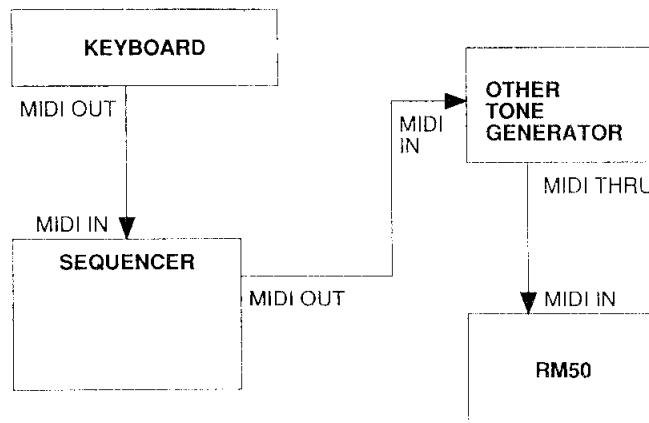 KEYBOARD
MIDI OUT
MIDI IN
SEQUENCER
MIDI OUT
MIDI
IN
OTHER
TONE
GENERATOR
MIDI THRU
MIDI IN
RM50